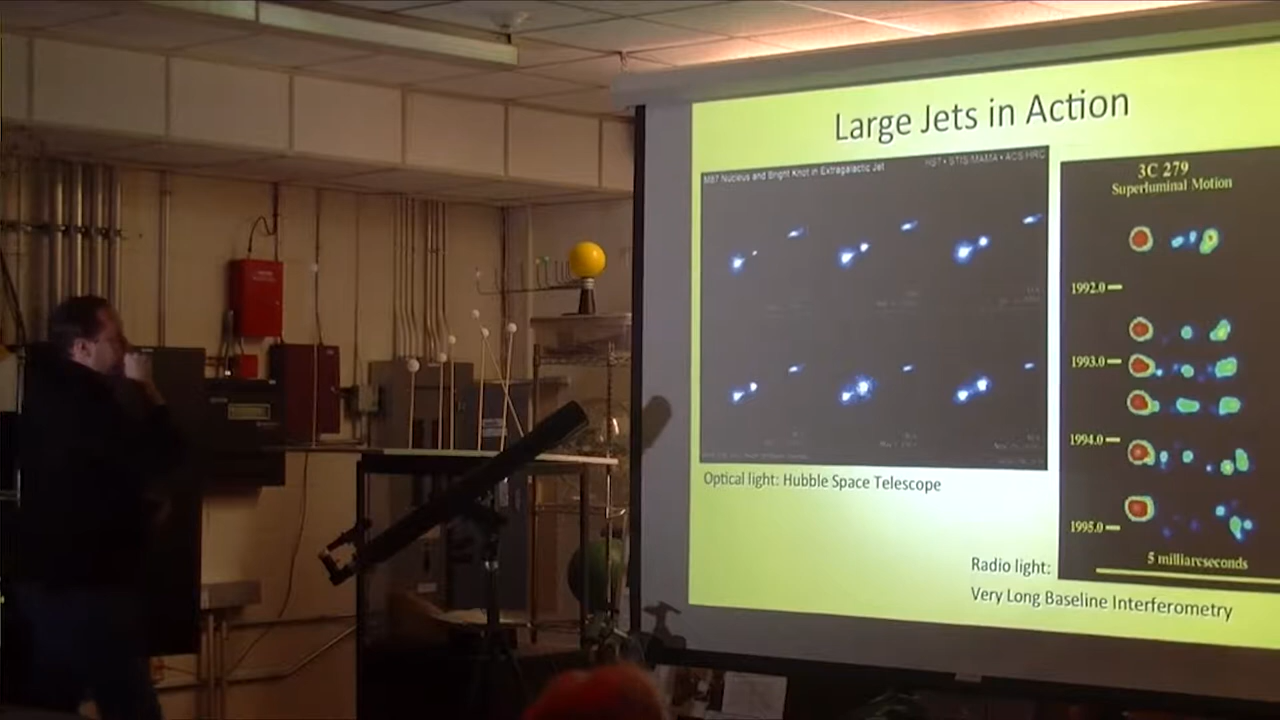 Large Jets in Action
M87 Nucleus and Bright Knot in Extragalactic Jet
HST • STIS/MAMA • ACS/HRC
Optical light: Hubble Space Telescope
3C 279
Superluminal Motion
1992.0
1993.0
1994.0
1995.0
5 milliarcseconds
Radio light:
Very Long Baseline Interferometry